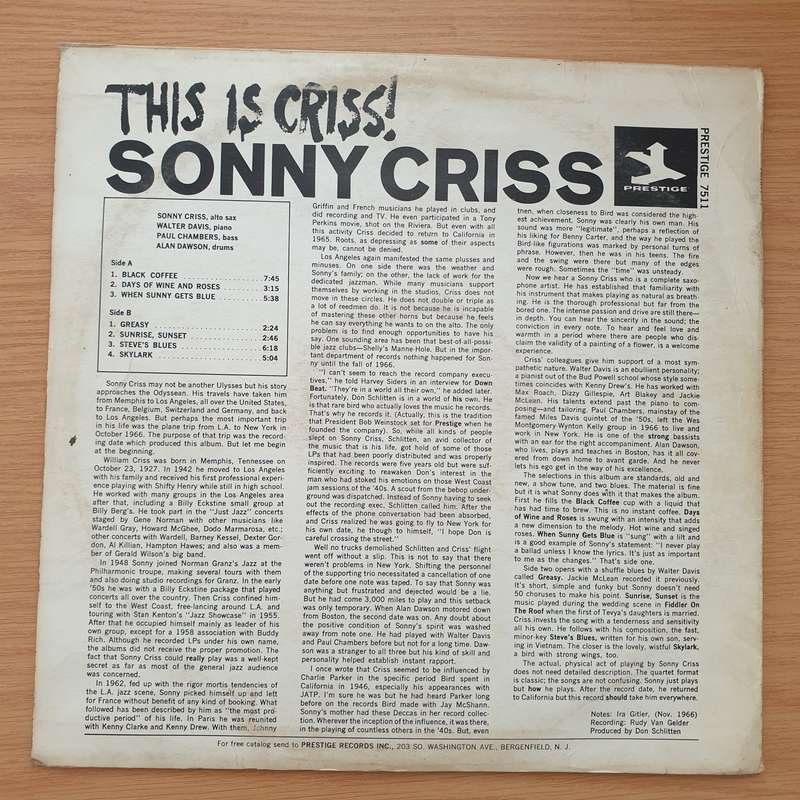 THIS IS CRISS!
SONNY CRISS
PRESTIGE
PRESTIGE 7511
SONNY CRISS, alto sax
WALTER DAVIS, piano
PAUL CHAMBERS, bass
ALAN DAWSON, drums
Side A
1. BLACK COFFEE 7:45
2. DAYS OF WINE AND ROSES 3:15
3. WHEN SUNNY GETS BLUE 5:38
Side B
1. GREASY 2:24
2. SUNRISE, SUNSET 2:46
3. STEVE'S BLUES 6:18
4. SKYLARK 5:04
Sonny Criss may not be another Ulysses but his story
approaches the Odyssean. His travels have taken him
from Memphis to Los Angeles, all over the United States,
to France, Belgium, Switzerland and Germany, and back
to Los Angeles. But perhaps the most important trip
in his life was the plane trip from L.A. to New York in
October 1966. The purpose of that trip was the record-
ing date which produced this album. But let me begin
at the beginning.
William Criss was born in Memphis, Tennessee on
October 23, 1927. In 1942 he moved to Los Angeles
with his family and received his first professional experi-
ence playing with Shifty Henry while still in high school.
He worked with many groups in the Los Angeles area
after that, including a Billy Eckstine small group at
Billy Berg's. He took part in the "Just Jazz" concerts
staged by Gene Norman with other musicians like
Wardell Gray, Howard McGhee, Dodo Marmarosa, etc.;
other concerts with Wardell, Barney Kessel, Dexter Gor-
don, Al Killian, Hampton Hawes; and also was a mem-
ber of Gerald Wilson's big band.
In 1948 Sonny joined Norman Granz's Jazz at the
Philharmonic troupe, making several tours with them
and also doing studio recordings for Granz. In the early
'50s he was with a Billy Eckstine package that played
concerts all over the country. Then Criss confined him-
self to the West Coast, free-lancing around L.A. and
touring with Stan Kenton's "Jazz Showcase" in 1955.
After that he occupied himself mainly as leader of his
own group, except for a 1958 association with Buddy
Rich. Although he recorded LPs under his own name,
the albums did not receive the proper promotion. The
fact that Sonny Criss could really play was a well-kept
secret as far as most of the general jazz audience
was concerned.
In 1962, fed up with the rigor mortis tendencies of
the L.A. jazz scene, Sonny picked himself up and left
for France without benefit of any kind of booking. What
followed has been described by him as "the most pro-
ductive period" of his life. In Paris he was reunited
with Kenny Clarke and Kenny Drew. With them, Johnny
Griffin and French musicians he played in clubs, and
did recording and TV. He even participated in a Tony
Perkins movie, shot on the Riviera. But even with all
this activity Criss decided to return to California in
1965. Roots, as depressing as some of their aspects
may be, cannot be denied.
Los Angeles again manifested the same plusses and
minuses. On one side there was the weather and
Sonny's family; on the other, the lack of work for the
dedicated jazzman. While many musicians support
themselves by working in the studios, Criss does not
move in these circles. He does not double or triple as
a lot of reedmen do. It is not because he is incapable
of mastering these other horns but because he feels
he can say everything he wants to on the alto. The only
problem is to find enough opportunities to have his
say. One sounding area has been that best-of-all-possi-
ble jazz clubs—Shelly's Manne-Hole. But in the impor-
tant department of records nothing happened for Son-
ny until the fall of 1966.
"I can't seem to reach the record company execu-
tives," he told Harvey Siders in an interview for Down
Beat. "They're in a world all their own," he added later.
Fortunately, Don Schlitten is in a world of his own. He
is that rare bird who actually loves the music he records.
That's why he records it. (Actually, this is the tradition
that President Bob Weinstock set for Prestige when he
founded the company). So, while all kinds of people
slept on Sonny Criss, Schlitten, an avid collector of
the music that is his life, got hold of some of those
LPs that had been poorly distributed and was properly
inspired. The records were five years old but were suf-
ficiently exciting to reawaken Don's interest in the
man who had stoked his emotions on those West Coast
jam sessions of the '40s. A scout from the bebop under-
ground was dispatched. Instead of Sonny having to seek
out the recording exec, Schlitten called him. After the
effects of the phone conversation had been absorbed,
and Criss realized he was going to fly to New York for
his own date, he though to himself, "I hope Don is
careful crossing the street."
Well no trucks demolished Schlitten and Criss' flight
went off without a slip. This is not to say that there
weren't problems in New York. Shifting the personnel
of the supporting trio necessitated a cancellation of one
date before one note was taped. To say that Sonny was
anything but frustrated and dejected would be a lie.
But he had come 3,000 miles to play and this setback
was only temporary. When Alan Dawson motored down
from Boston, the second date was on. Any doubt about
the positive condition of Sonny's spirit was washed
away from note one. He had played with Walter Davis
and Paul Chambers before but not for a long time. Daw-
son was a stranger to all three but his kind of skill and
personality helped establish instant rapport.
I once wrote that Criss seemed to be influenced by
Charlie Parker in the specific period Bird spent in
California in 1946, especially his appearances with
JATP. I'm sure he was but he had heard Parker long
before on the records Bird made with Jay McShann.
Sonny's mother had these Deccas in her record collec-
tion. Wherever the inception of the influence, it was there,
in the playing of countless others in the '40s. But, even
then, when closeness to Bird was considered the high-
est achievement, Sonny was clearly his own man. His
sound was more "legitimate", perhaps a reflection of
his liking for Benny Carter, and the way he played the
Bird-like figurations was marked by personal turns of
phrase. However, then he was in his teens. The fire
and the swing were there but many of the edges
were rough. Sometimes the "time" was unsteady.
Now we hear a Sonny Criss who is a complete saxo-
phone artist. He has established that familiarity with
his instrument that makes playing as natural as breath-
ing. He is the thorough professional but far from the
bored one. The intense passion and drive are still there—
in depth. You can hear the sincerity in the sound; the
conviction in every note. To hear and feel love and
warmth in a period where there are people who dis-
claim the validity of a painting of a flower, is a welcome
experience.
Criss' colleagues give him support of a most sym-
pathetic nature. Walter Davis is an ebullient personality;
a pianist out of the Bud Powell school whose style some-
times coincides with Kenny Drew's. He has worked with
Max Roach, Dizzy Gillespie, Art Blakey and Jackie
McLean. His talents extend past the piano to com-
posing—and tailoring. Paul Chambers, mainstay of the
famed Miles Davis quintet of the '50s, left the Wes
Montgomery-Wynton Kelly group in 1966 to live and
work in New York. He is one of the strong bassists
with an ear for the right accompaniment. Alan Dawson,
who lives, plays and teaches in Boston, has it all cov-
ered from down home to avant garde. And he never
lets his ego get in the way of his excellence.
The selections in this album are standards, old and
new, a show tune, and two blues. The material is fine
but it is what Sonny does with it that makes the album.
First he fills the Black Coffee cup with a liquid that
has had time to brew. This is no instant coffee. Days
of Wine and Roses is swung with an intensity that adds
a new dimension to the melody. Hot wine and singed
roses. When Sunny Gets Blue is "sung" with a lilt and
is a good example of Sonny's statement: "I never play
a ballad unless I know the lyrics. It's just as important
to me as the changes." That's side one.
Side two opens with a shuffle blues by Walter Davis
called Greasy. Jackie McLean recorded it previously.
It's short, simple and funky but Sonny doesn't need
50 choruses to make his point. Sunrise, Sunset is the
music played during the wedding scene in Fiddler On
The Roof when the first of Tevya's daughters is married.
Criss invests the song with a tenderness and sensitivity
all his own. He follows with his composition, the fast,
minor-key Steve's Blues, written for his own son, serv-
ing in Vietnam. The closer is the lovely, wistful Skylark,
a bird with strong wings, too.
The actual, physical act of playing by Sonny Criss
does not need detailed description. The quartet format
is classic; the songs are not confusing. Sonny just plays
but how he plays. After the record date, he returned
to California but this record should take him everywhere.
Notes: Ira Gitler, (Nov. 1966)
Recording: Rudy Van Gelder
Produced by Don Schlitten
For free catalog send to PRESTIGE RECORDS INC., 203 SO. WASHINGTON AVE., BERGENFIELD, N. J.